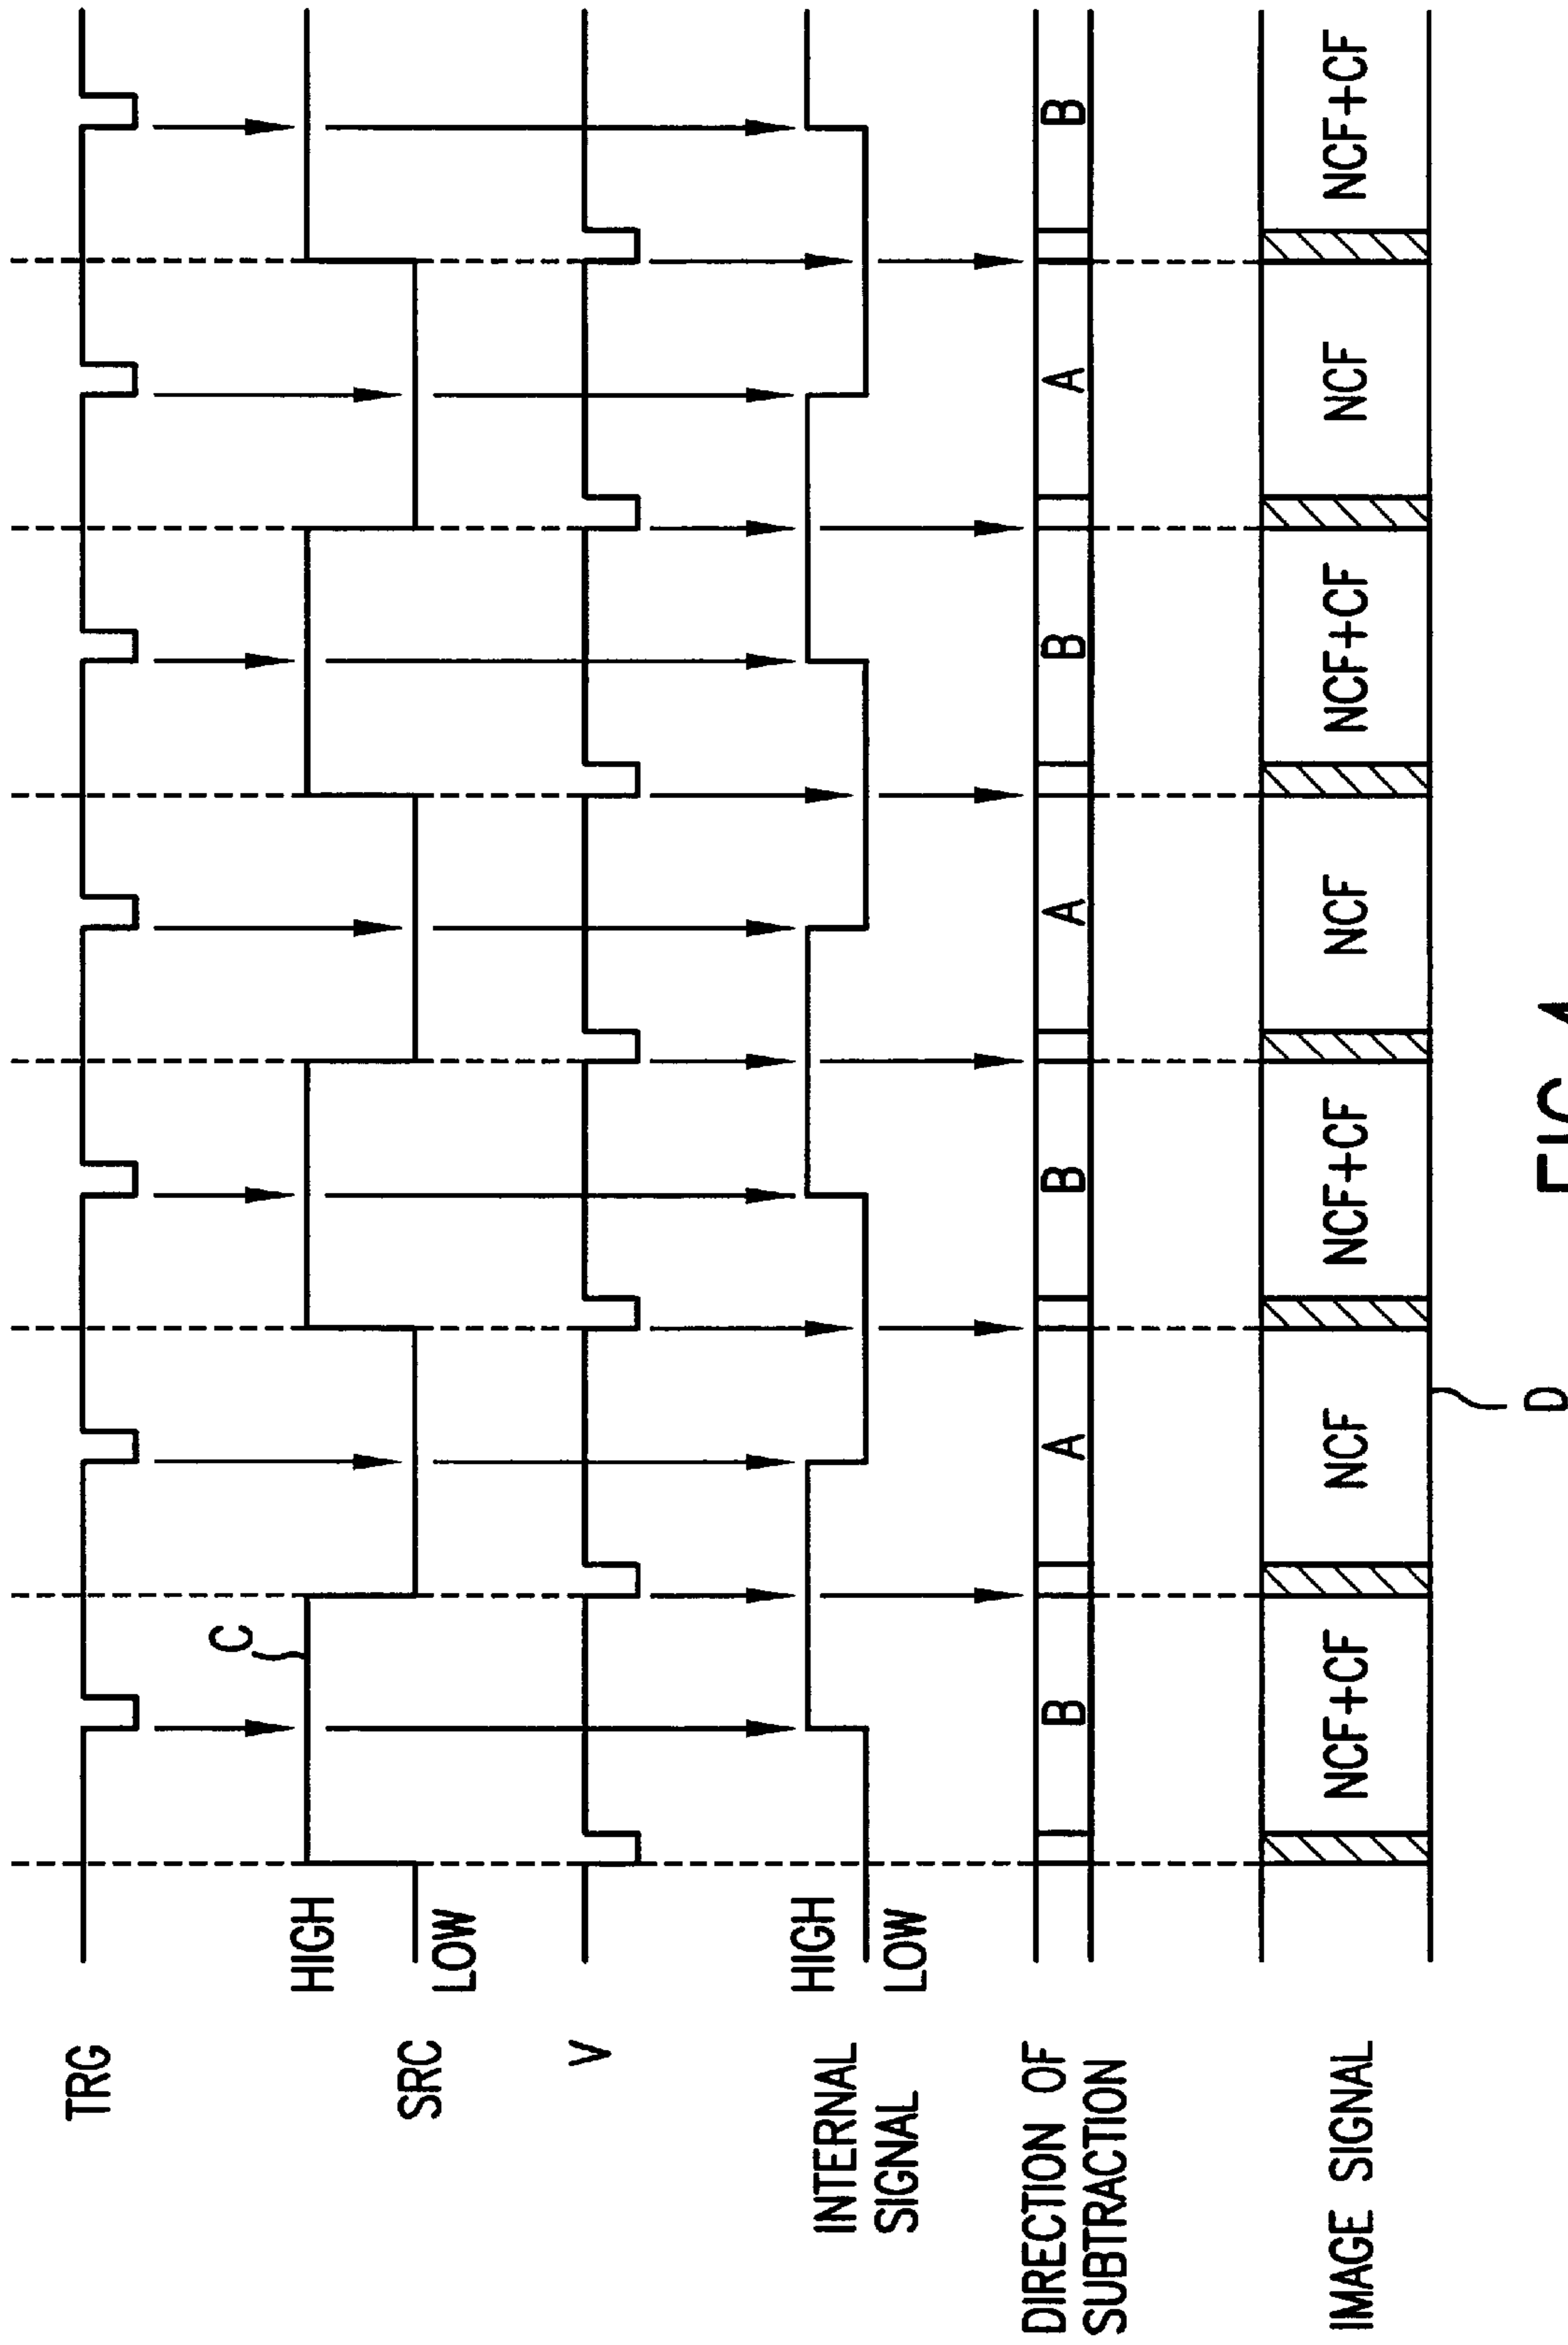 TRG
C
HIGH
SRC
LOW
V
HIGH
INTERNAL
SIGNAL
LOW
DIRECTION OF
SUBTRACTION
B A B A B A B
IMAGE SIGNAL
NCF+CF NCF NCF+CF NCF NCF+CF NCF NCF+CF
D